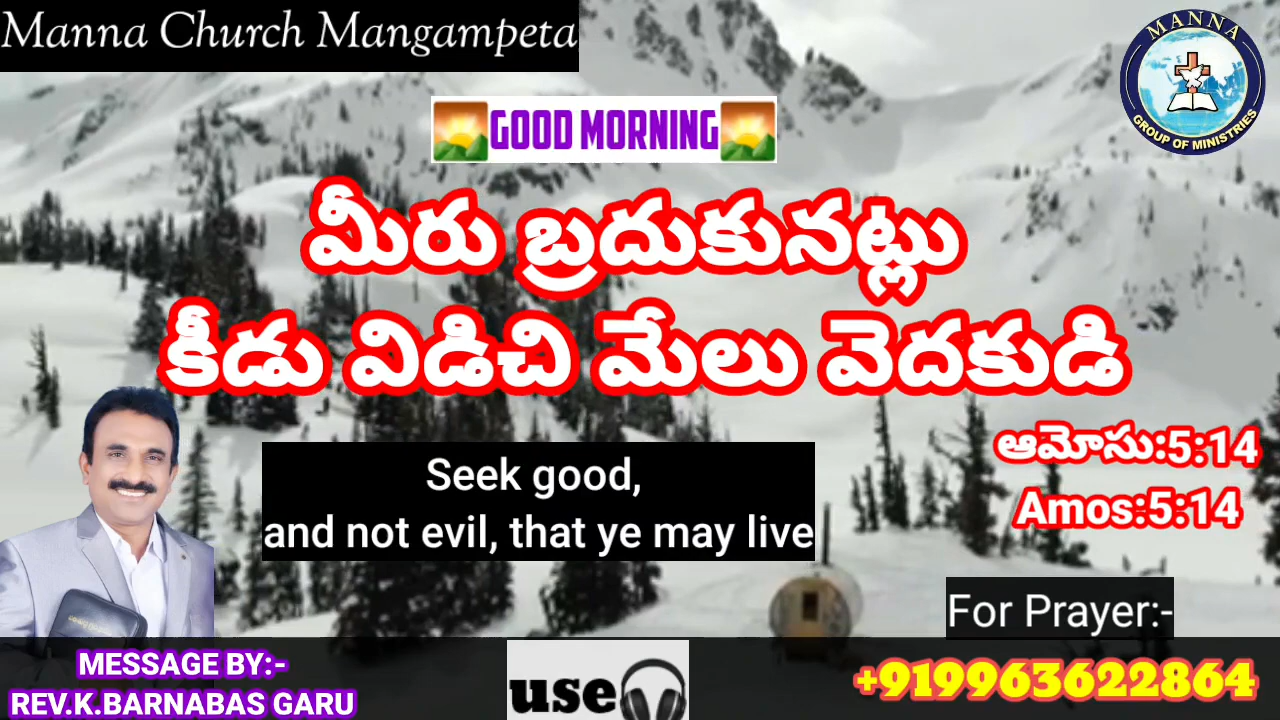 Manna Church Mangampeta
MANNA
GROUP OF MINISTRIES
GOOD MORNING
మీరు బ్రదుకునట్లు
కీడు విడిచి మేలు వెదకుడి
ఆమోసు:5:14
Amos:5:14
Seek good,
and not evil, that ye may live
For Prayer:-
+919963622864
MESSAGE BY:-
REV.K.BARNABAS GARU
use